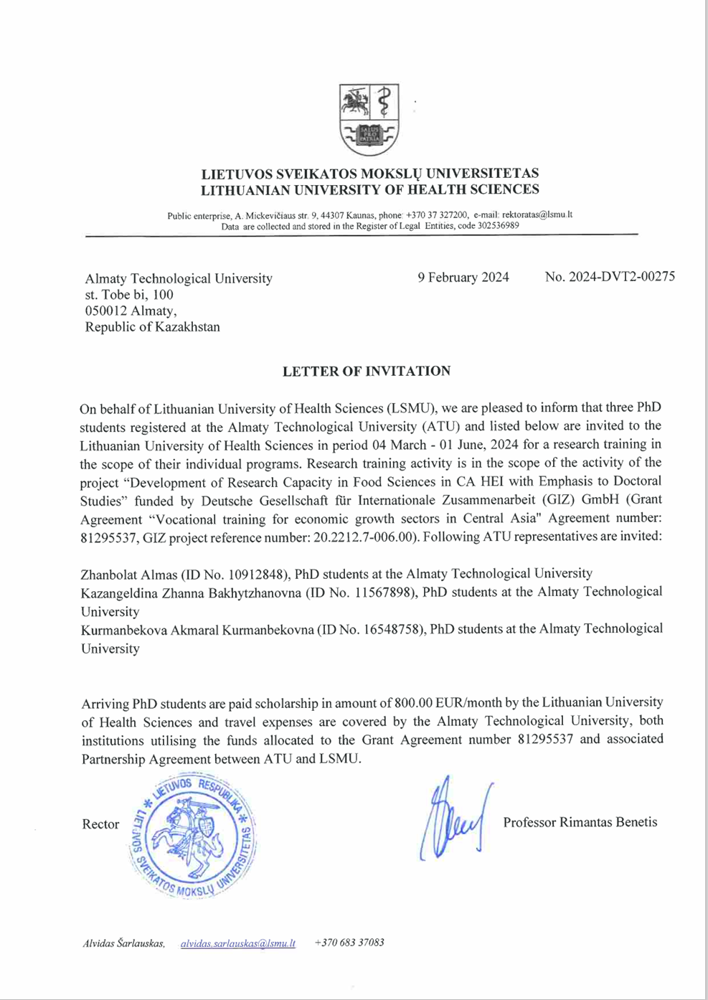 SALUS
PRO
PATRIA
LIETUVOS SVEIKATOS MOKSLŲ UNIVERSITETAS
LITHUANIAN UNIVERSITY OF HEALTH SCIENCES
Public enterprise, A. Mickevičiaus str. 9, 44307 Kaunas, phone: +370 37 327200, e-mail: rektoratas@lsmu.lt
Data are collected and stored in the Register of Legal Entities, code 302536989
Almaty Technological University
st. Tobe bi, 100
050012 Almaty,
Republic of Kazakhstan
9 February 2024 No. 2024-DVT2-00275
LETTER OF INVITATION
On behalf of Lithuanian University of Health Sciences (LSMU), we are pleased to inform that three PhD
students registered at the Almaty Technological University (ATU) and listed below are invited to the
Lithuanian University of Health Sciences in period 04 March - 01 June, 2024 for a research training in
the scope of their individual programs. Research training activity is in the scope of the activity of the
project “Development of Research Capacity in Food Sciences in CA HEI with Emphasis to Doctoral
Studies” funded by Deutsche Gesellschaft für Internationale Zusammenarbeit (GIZ) GmbH (Grant
Agreement “Vocational training for economic growth sectors in Central Asia" Agreement number:
81295537, GIZ project reference number: 20.2212.7-006.00). Following ATU representatives are invited:
Zhanbolat Almas (ID No. 10912848), PhD students at the Almaty Technological University
Kazangeldina Zhanna Bakhytzhanovna (ID No. 11567898), PhD students at the Almaty Technological
University
Kurmanbekova Akmaral Kurmanbekovna (ID No. 16548758), PhD students at the Almaty Technological
University
Arriving PhD students are paid scholarship in amount of 800.00 EUR/month by the Lithuanian University
of Health Sciences and travel expenses are covered by the Almaty Technological University, both
institutions utilising the funds allocated to the Grant Agreement number 81295537 and associated
Partnership Agreement between ATU and LSMU.
Rector
LIETUVOS RESPUBLIKA
LIETUVOS SVEIKATOS MOKSLŲ UNIVERSITETAS
Professor Rimantas Benetis
Alvidas Šarlauskas, alvidas.sarlauskas@lsmu.lt +370 683 37083